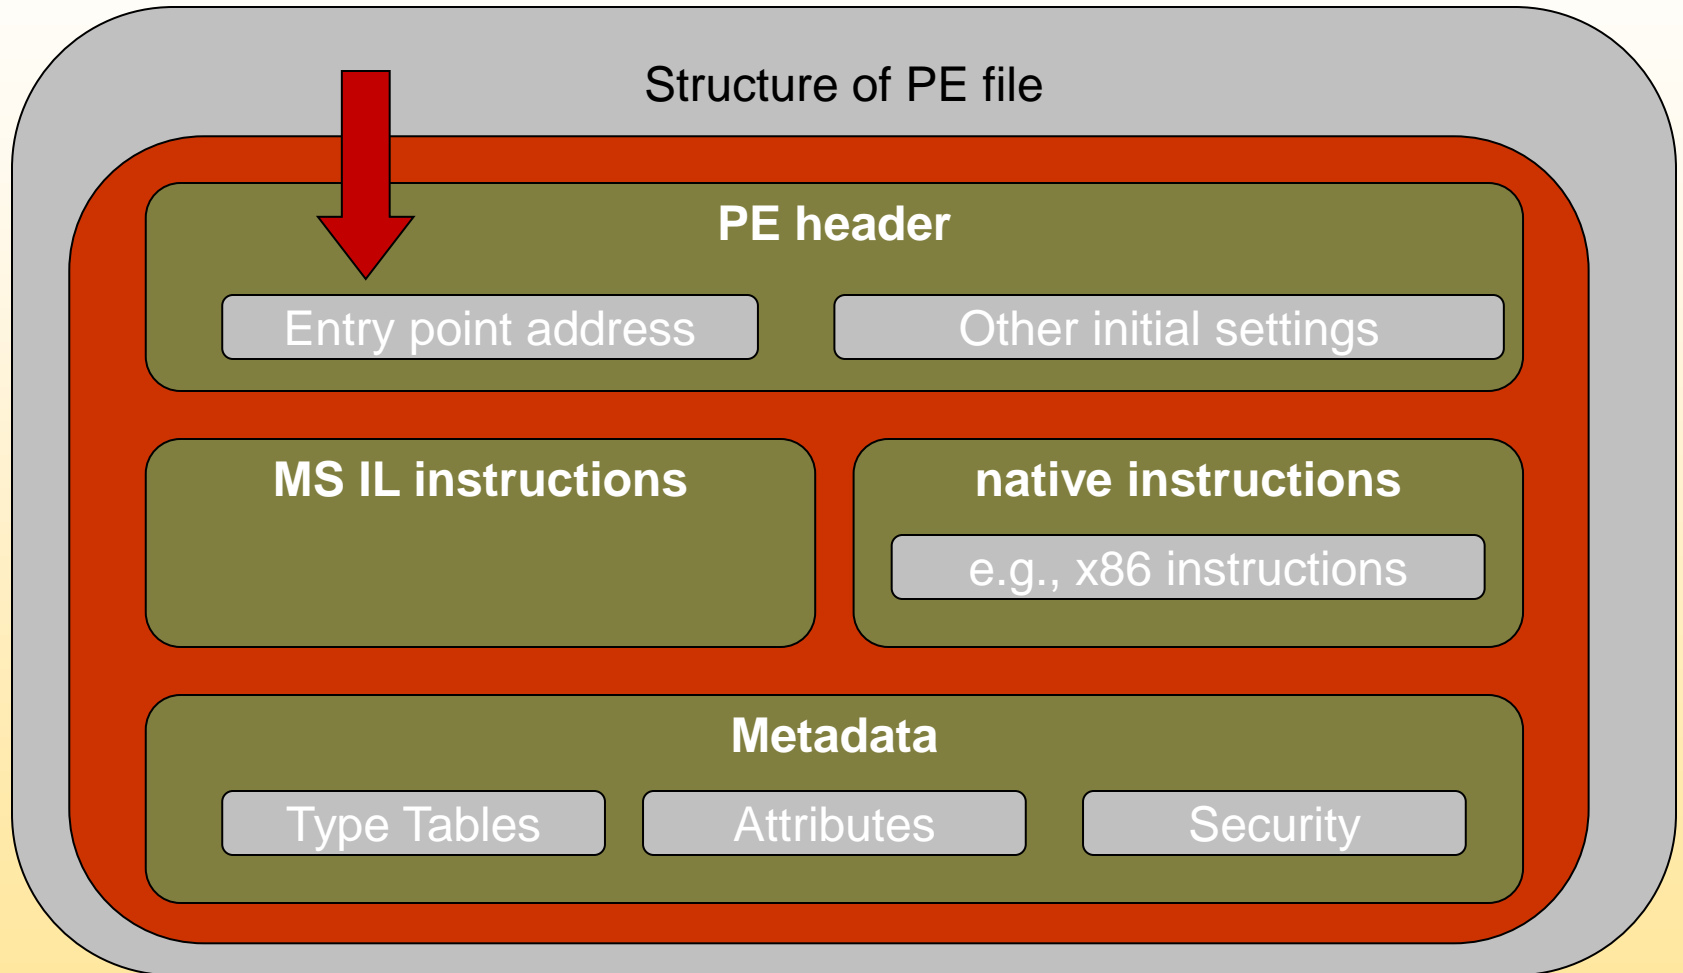 Structure of PE file
PE header
Entry point address
Other initial settings
MS IL instructions
native instructions
e.g., x86 instructions
Metadata
Type Tables
Attributes
Security